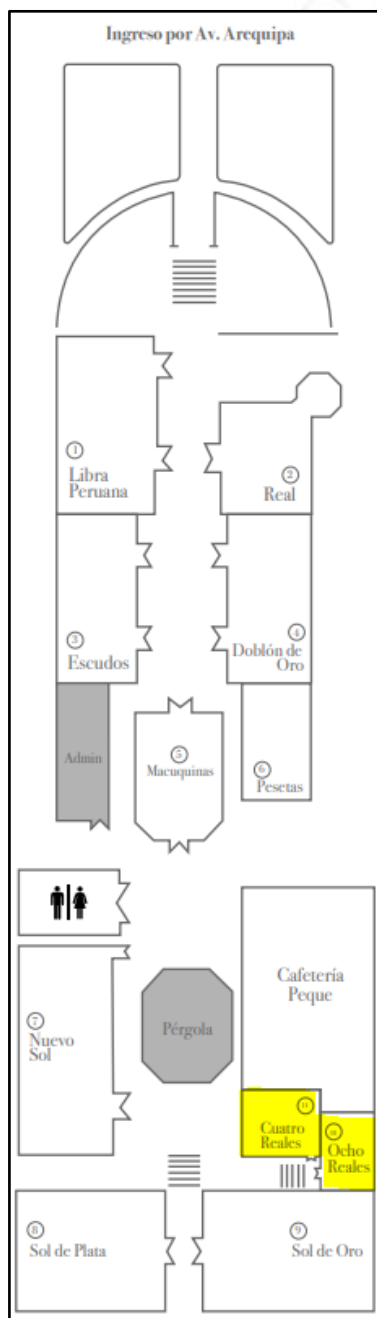 Ingreso por Av. Arequipa
1
Libra
Peruana
2
Real
3
Escudos
4
Doblón de
Oro
Admin
5
Macuquinas
6
Pesetas
Cafetería
Peque
7
Nuevo
Sol
Pérgola
11
Cuatro
Reales
10
Ocho
Reales
8
Sol de Plata
9
Sol de Oro